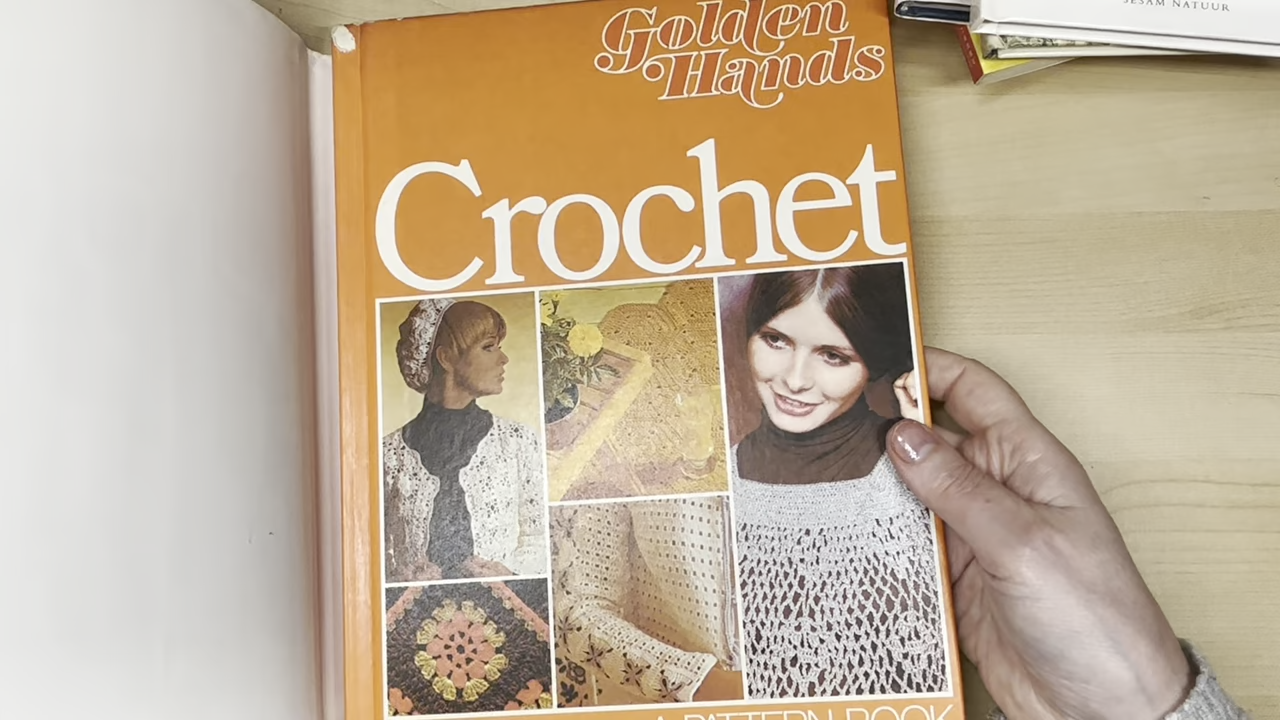 SESAM NATUUR
Golden
Hands
Crochet
A PATTERN BOOK